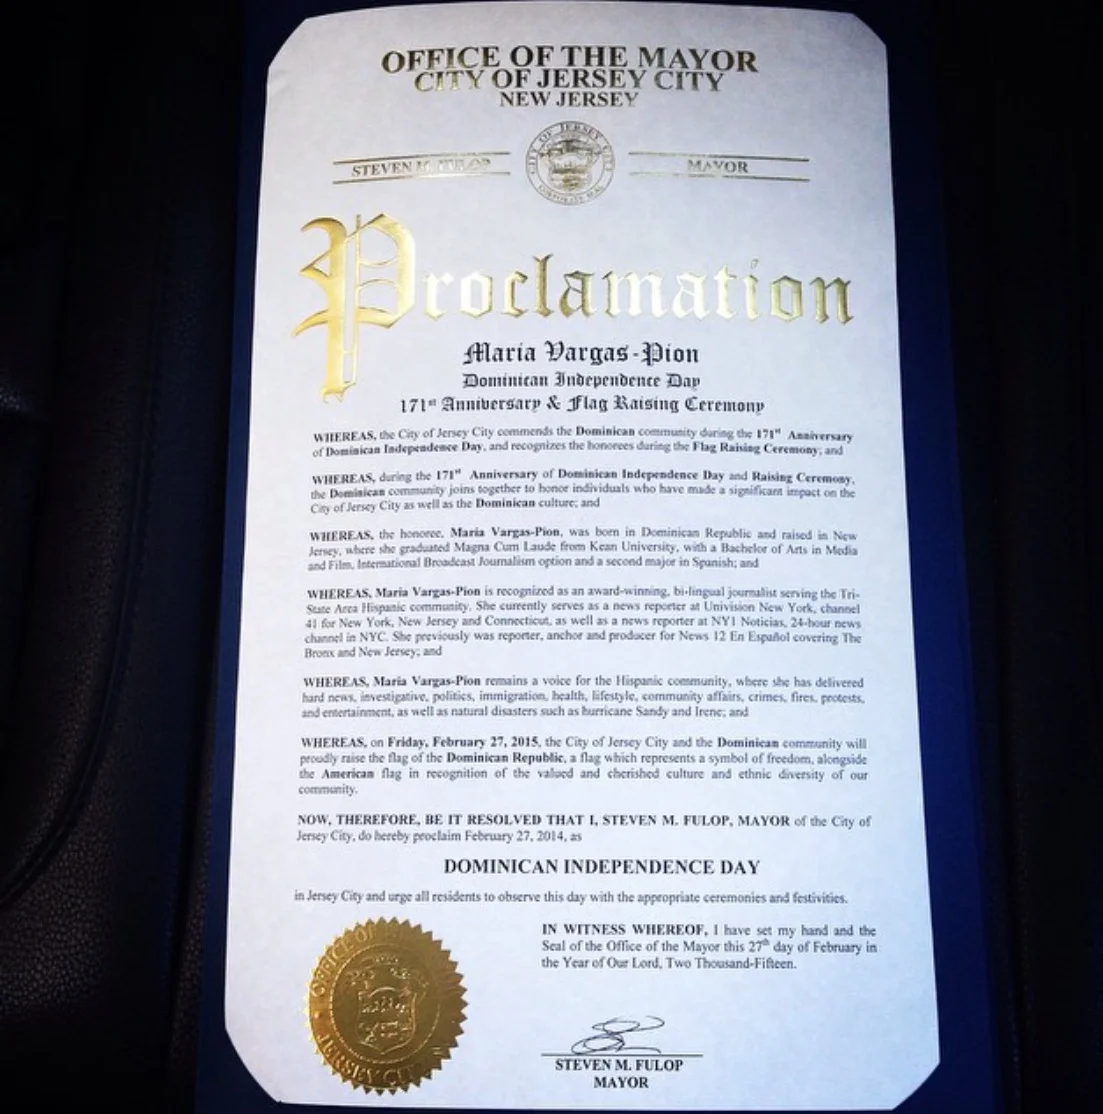 OFFICE OF THE MAYOR
CITY OF JERSEY CITY
NEW JERSEY
STEVEN M. FULOP
CITY OF JERSEY
CORPORATE SEAL
MAYOR
Proclamation
Maria Vargas-Pion
Dominican Independence Day
171st Anniversary & Flag Raising Ceremony
WHEREAS, the City of Jersey City commends the Dominican community during the 171st Anniversary
of Dominican Independence Day, and recognizes the honorees during the Flag Raising Ceremony; and
WHEREAS, during the 171st Anniversary of Dominican Independence Day and Raising Ceremony,
the Dominican community joins together to honor individuals who have made a significant impact on the
City of Jersey City as well as the Dominican culture; and
WHEREAS, the honoree, Maria Vargas-Pion, was born in Dominican Republic and raised in New
Jersey, where she graduated Magna Cum Laude from Kean University, with a Bachelor of Arts in Media
and Film, International Broadcast Journalism option and a second major in Spanish; and
WHEREAS, Maria Vargas-Pion is recognized as an award-winning, bi-lingual journalist serving the Tri-
State Area Hispanic community. She currently serves as a news reporter at Univision New York, channel
41 for New York, New Jersey and Connecticut, as well as a news reporter at NY1 Noticias, 24-hour news
channel in NYC. She previously was reporter, anchor and producer for News 12 En Español covering The
Bronx and New Jersey; and
WHEREAS, Maria Vargas-Pion remains a voice for the Hispanic community, where she has delivered
hard news, investigative, politics, immigration, health, lifestyle, community affairs, crimes, fires, protests,
and entertainment, as well as natural disasters such as hurricane Sandy and Irene; and
WHEREAS, on Friday, February 27, 2015, the City of Jersey City and the Dominican community will
proudly raise the flag of the Dominican Republic, a flag which represents a symbol of freedom, alongside
the American flag in recognition of the valued and cherished culture and ethnic diversity of our
community.
NOW, THEREFORE, BE IT RESOLVED THAT I, STEVEN M. FULOP, MAYOR of the City of
Jersey City, do hereby proclaim February 27, 2014, as
DOMINICAN INDEPENDENCE DAY
in Jersey City and urge all residents to observe this day with the appropriate ceremonies and festivities.
IN WITNESS WHEREOF, I have set my hand and the
Seal of the Office of the Mayor this 27th day of February in
the Year of Our Lord, Two Thousand-Fifteen.
OFFICE OF
JERSEY CITY
STEVEN M. FULOP
MAYOR